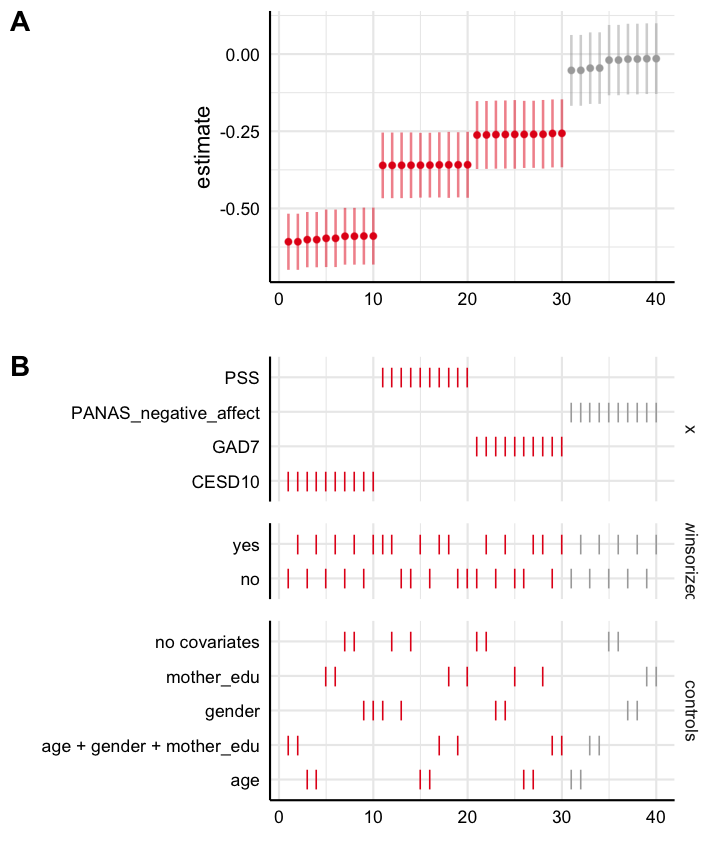 A
estimate
0.00
-0.25
-0.50
0 10 20 30 40
B
PSS
PANAS_negative_affect
GAD7
CESD10
x
yes
no
winsorized
no covariates
mother_edu
gender
age + gender + mother_edu
age
controls
0 10 20 30 40